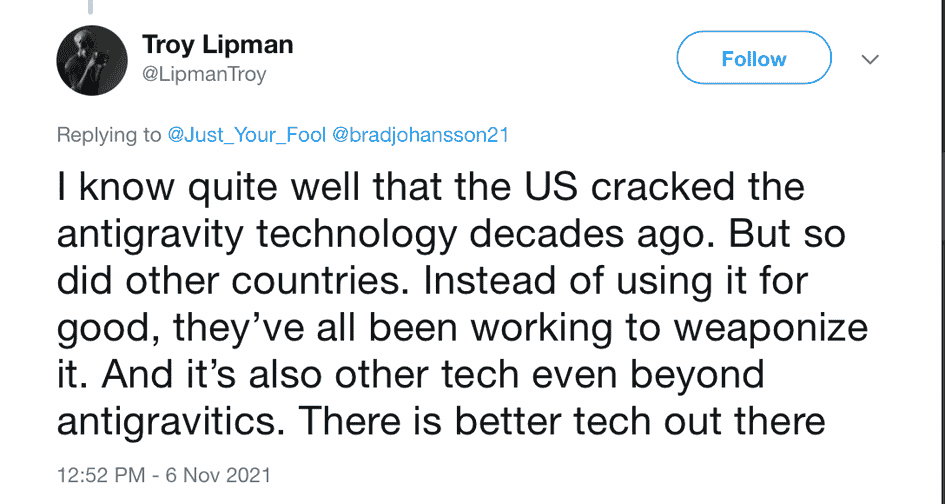 Troy Lipman
@LipmanTroy
Follow
Replying to @Just_Your_Fool @bradjohansson21
I know quite well that the US cracked the
antigravity technology decades ago. But so
did other countries. Instead of using it for
good, they’ve all been working to weaponize
it. And it’s also other tech even beyond
antigravitics. There is better tech out there
12:52 PM - 6 Nov 2021